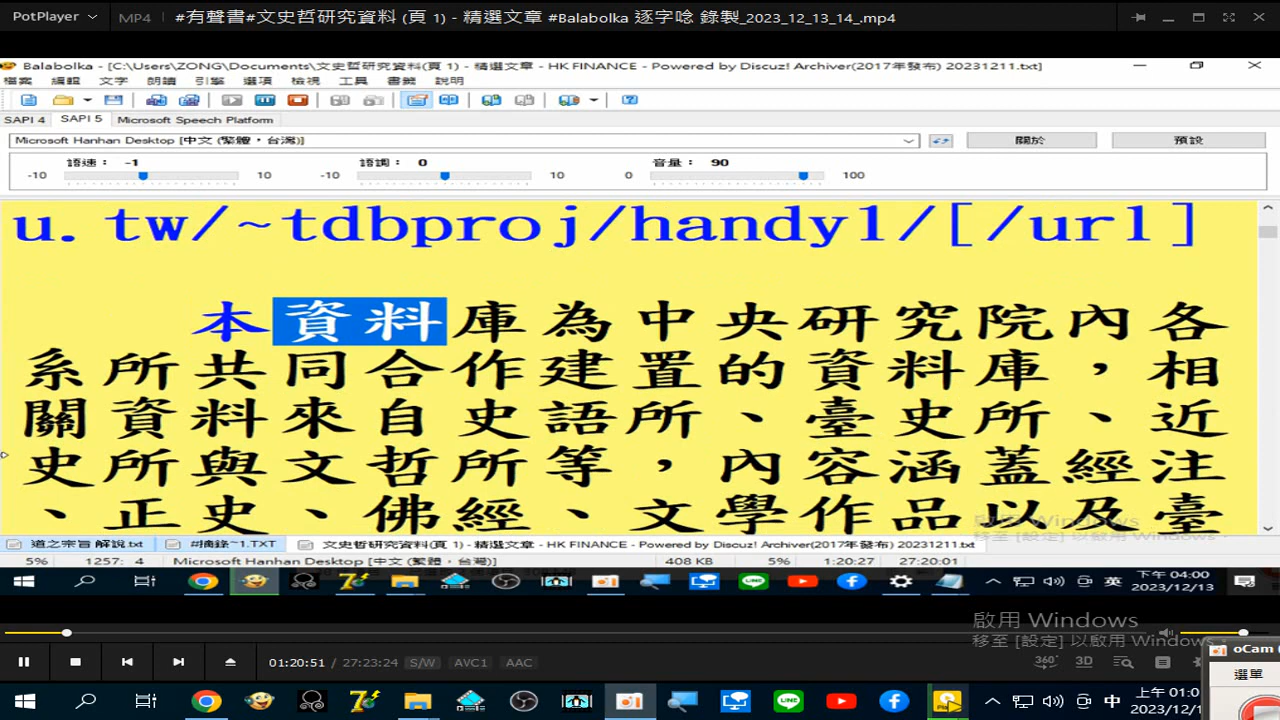 PotPlayer MP4 #有聲書#文史哲研究資料 (頁 1) - 精選文章 #Balabolka 逐字唸 錄製_2023_12_13_14_.mp4
Balabolka - [C:\Users\ZONG\Documents\文史哲研究資料(頁 1) - 精選文章 - HK FINANCE - Powered by Discuz! Archiver(2017年發布) 20231211.txt]
檔案 編輯 文字 朗讀 引擎 選項 檢視 工具 書籤 說明
SAPI 4 SAPI 5 Microsoft Speech Platform
Microsoft Hanhan Desktop [中文 (繁體，台灣)] 關於 預設
語速： -1 語調： 0 音量： 90
-10 10 -10 10 0 100
u. tw/~tdbproj/handy1/[/url]
本資料庫為中央研究院內各
系所共同合作建置的資料庫，相
關資料來自史語所、臺史所、近
史所與文哲所等，內容涵蓋經注
、正史、佛經、文學作品以及臺
啟用 Windows
移至 [設定] 以啟用 Windows。
道之宗旨 解說.txt #摘錄~1.TXT 文史哲研究資料(頁 1) - 精選文章 - HK FINANCE - Powered by Discuz! Archiver(2017年發布) 20231211.txt
5% 1257: 4 Microsoft Hanhan Desktop [中文 (繁體，台灣)] 408 KB 5% 1:20:27 27:20:01
英 下午 04:00
2023/12/13
啟用 Windows
移至 [設定] 以啟用 Windows。
01:20:51 / 27:23:24 S/W AVC1 AAC 360° 3D
oCam
選單
中 上午 01:0
2023/12/1